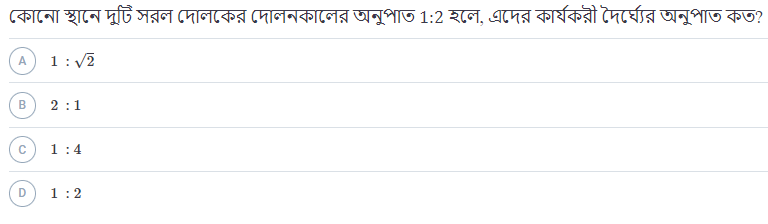 কোনো স্থানে দুটি সরল দোলকের দোলনকালের অনুপাত 1:2 হলে, এদের কার্যকরী দৈর্ঘ্যের অনুপাত কত?
A 1 : √2
B 2 : 1
C 1 : 4
D 1 : 2